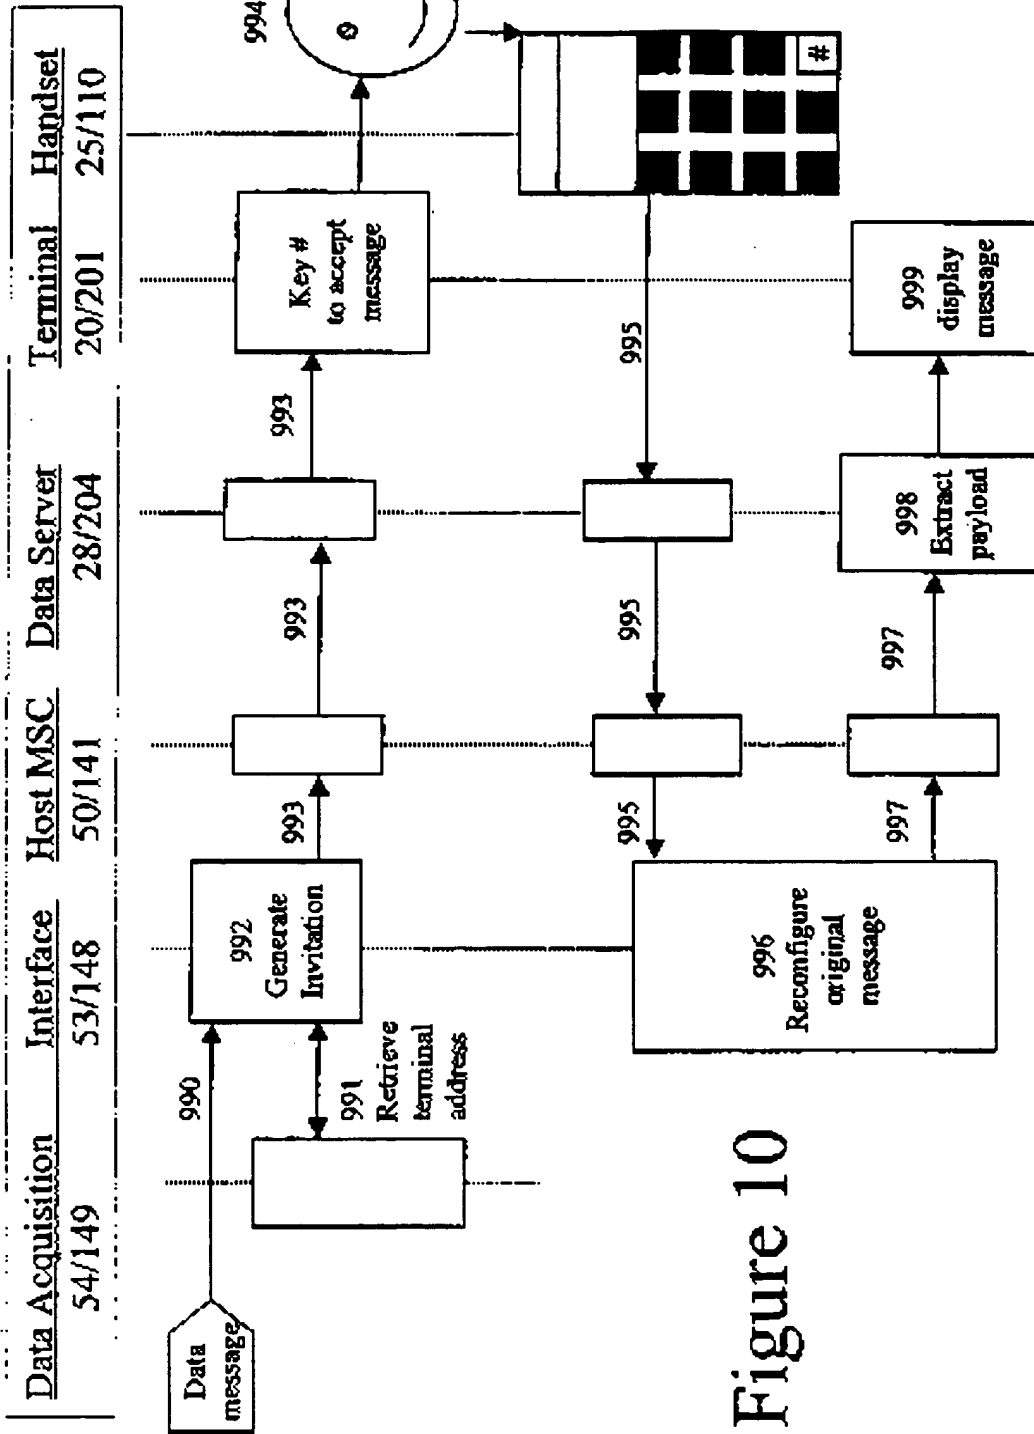 Data Acquisition Interface Host MSC Data Server Terminal Handset
54/149 53/148 50/141 28/204 20/201 25/110
Data
message
990
991
Retrieve
terminal
address
992
Generate
Invitation
993
993
993
Key #
to accept
message
994
#
995
995
995
996
Reconfigure
original
message
997
997
998
Extract
payload
999
display
message
Figure 10